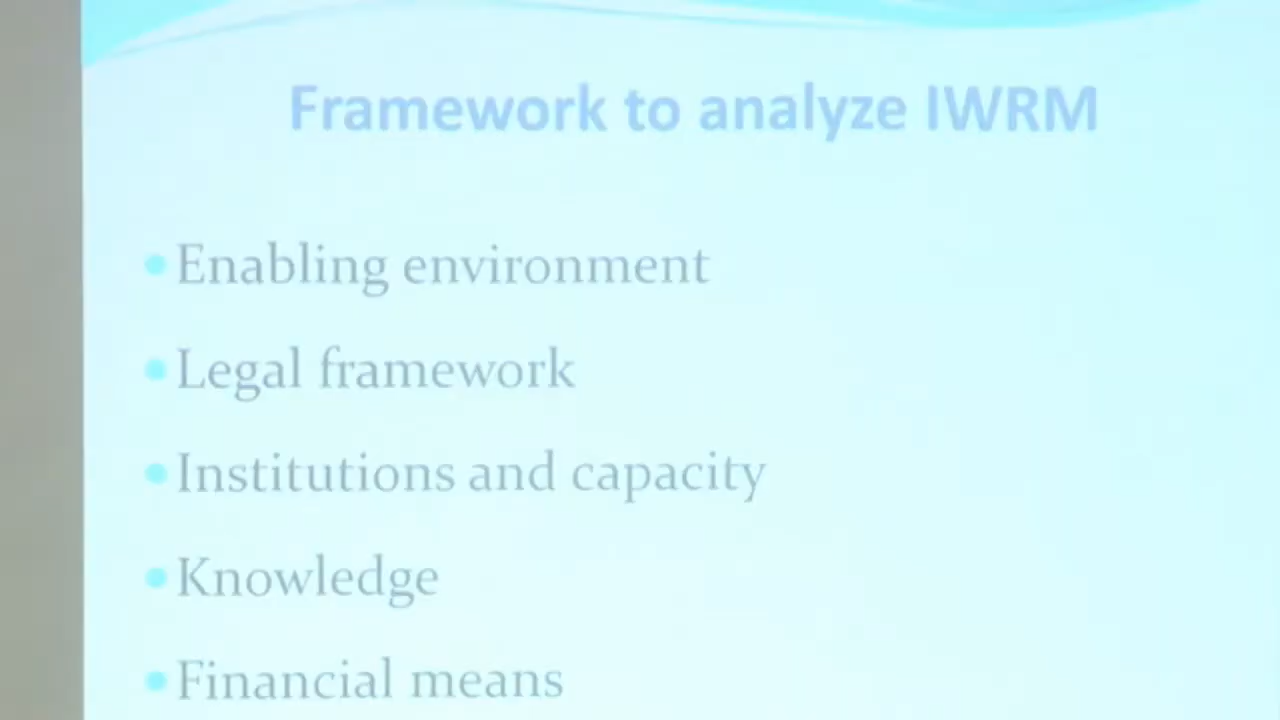 Framework to analyze IWRM
• Enabling environment
• Legal framework
• Institutions and capacity
• Knowledge
• Financial means